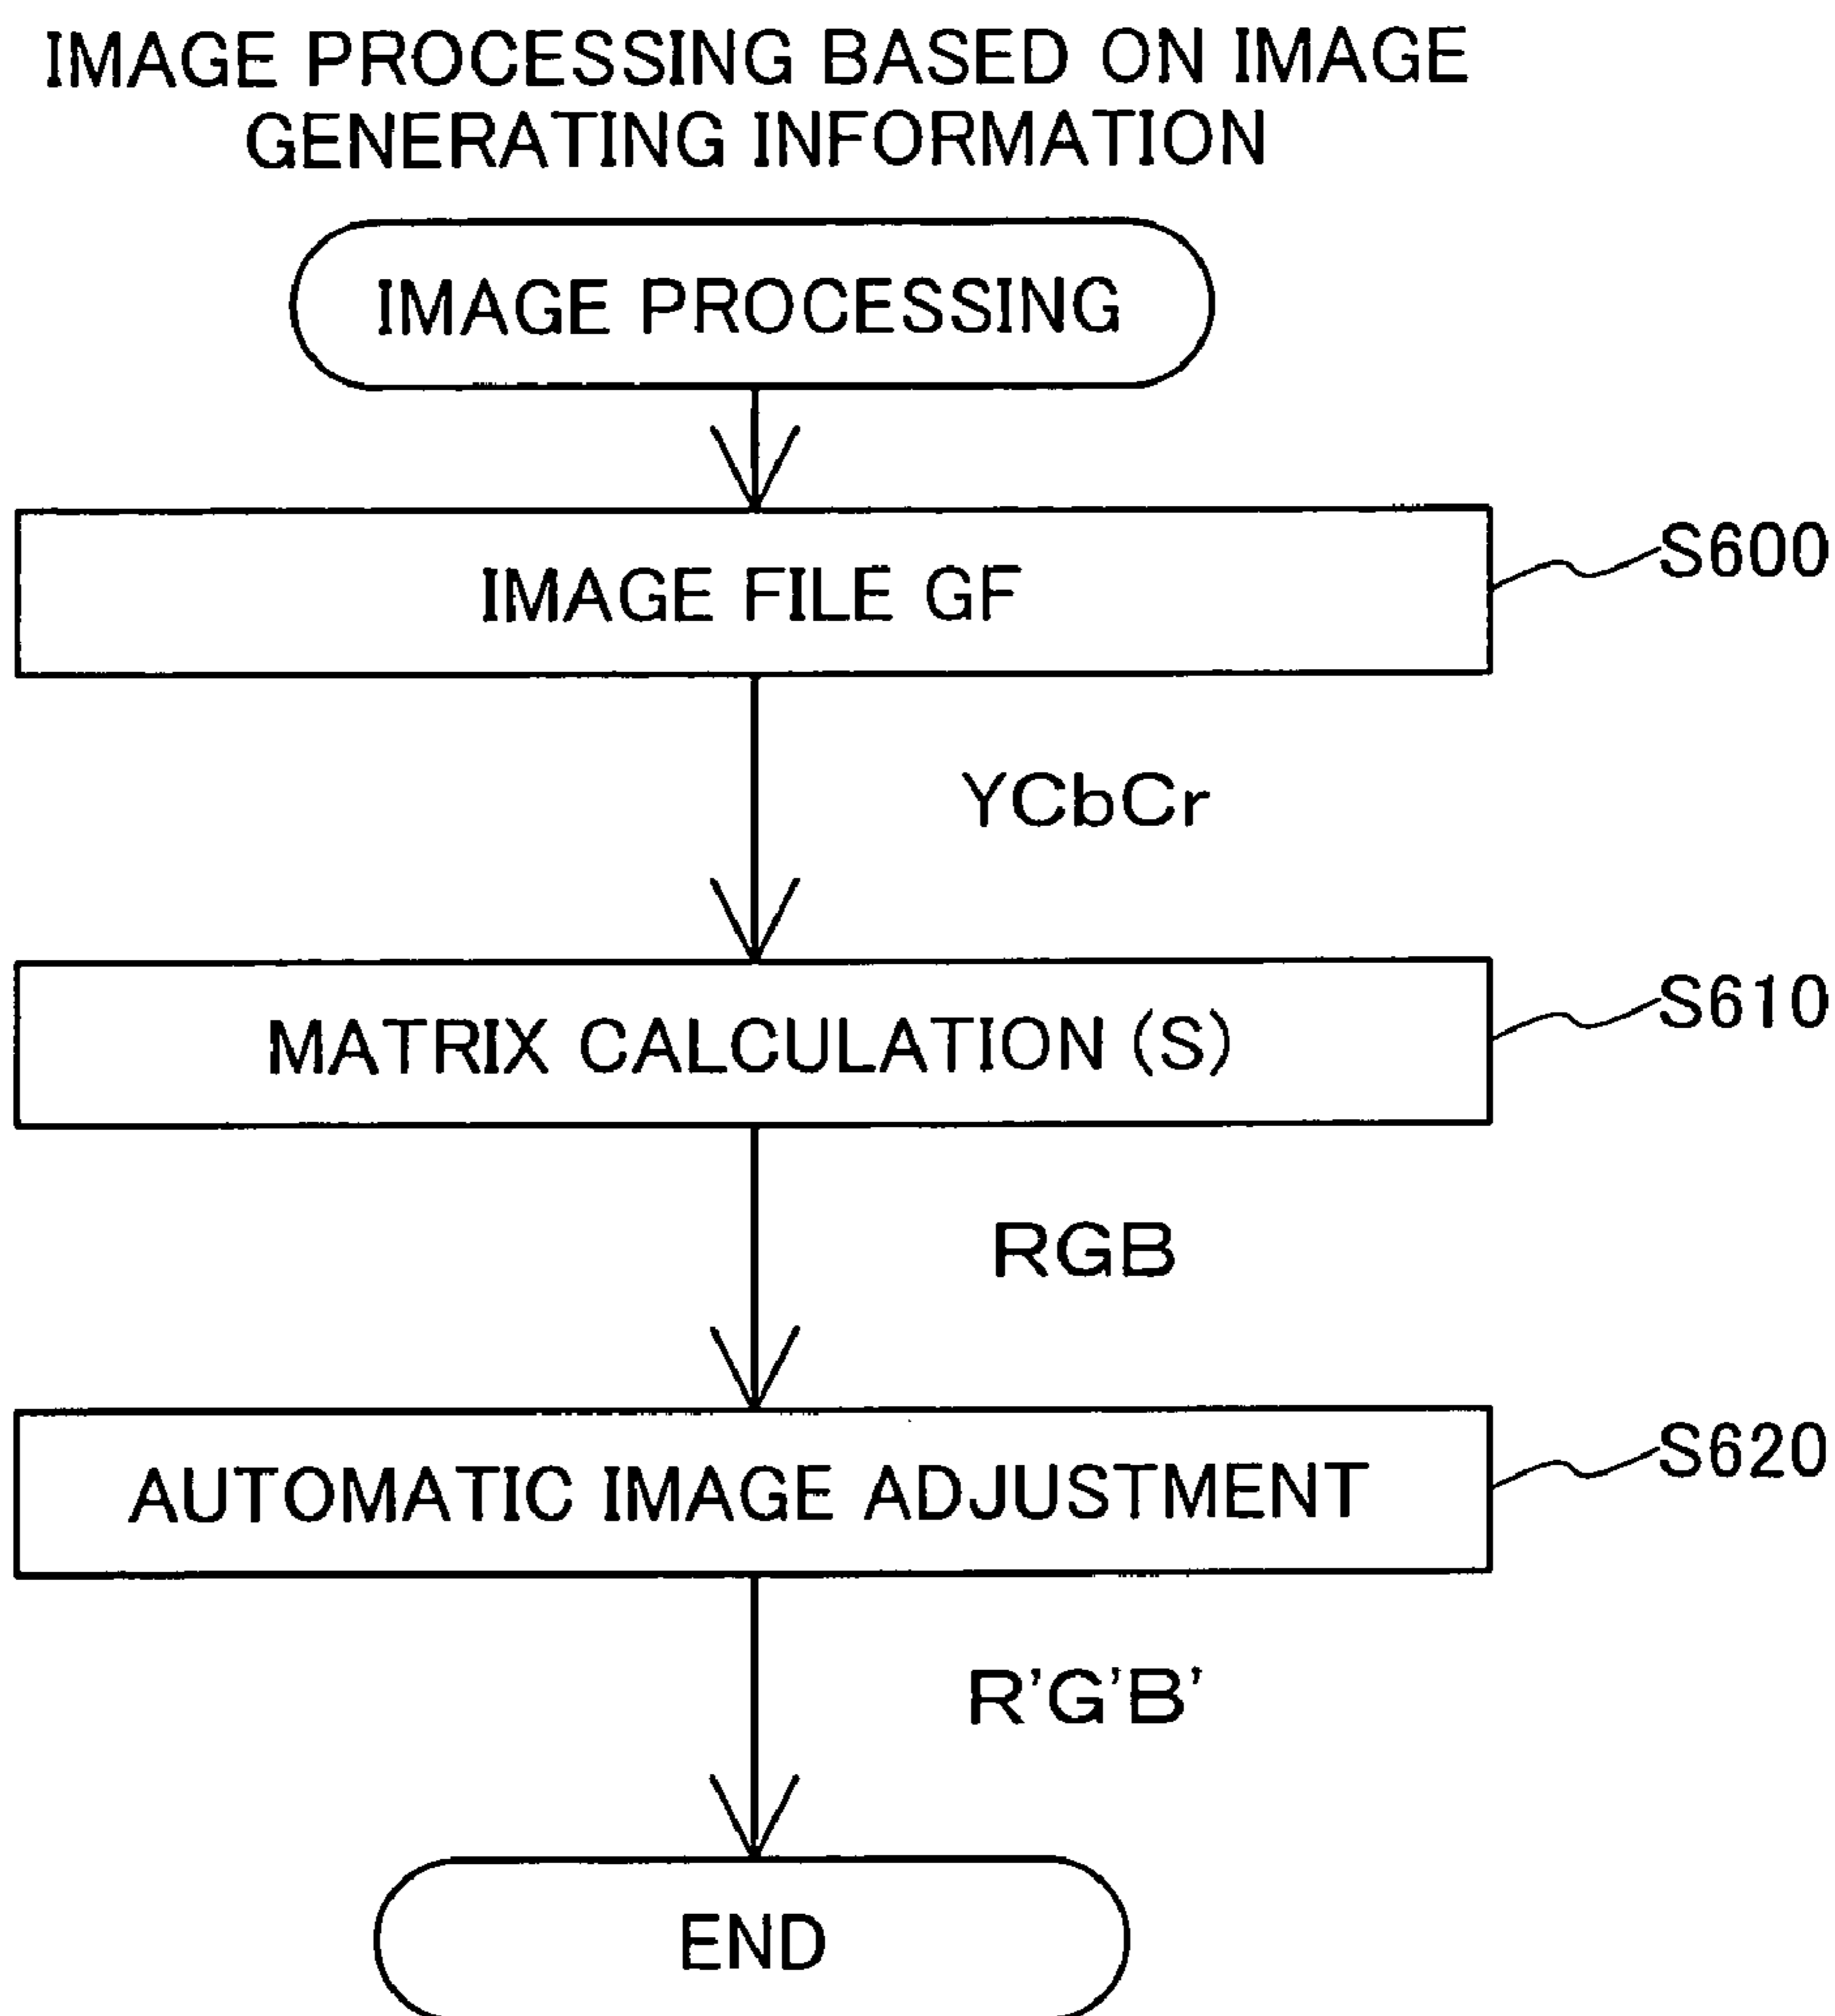 IMAGE PROCESSING BASED ON IMAGE
GENERATING INFORMATION
IMAGE PROCESSING
IMAGE FILE GF
S600
YCbCr
MATRIX CALCULATION (S)
S610
RGB
AUTOMATIC IMAGE ADJUSTMENT
S620
R'G'B'
END